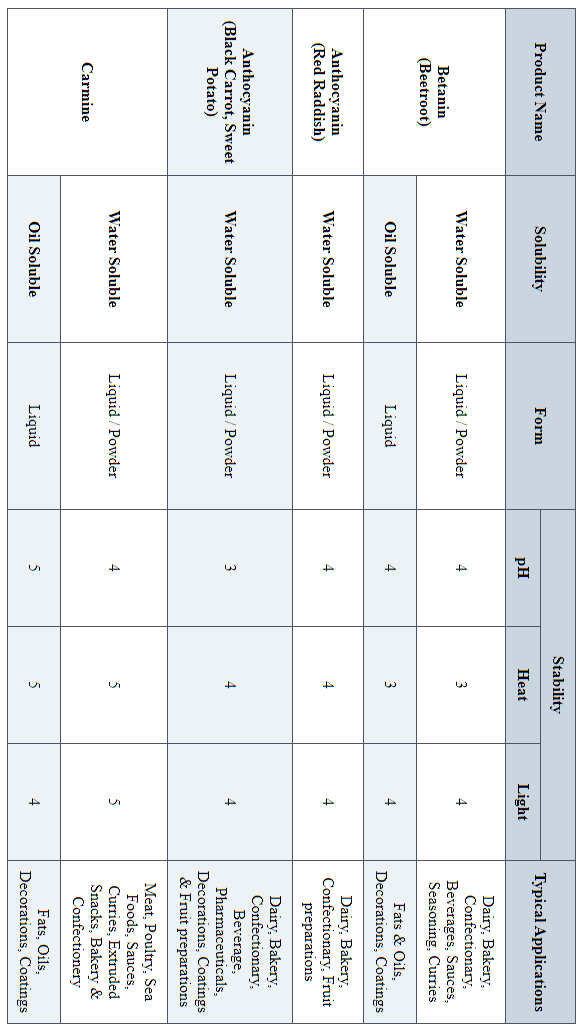 Product Name
Solubility
Form
Stability
pH
Heat
Light
Typical Applications
Betanin
(Beetroot)
Water Soluble
Liquid / Powder
4
3
4
Dairy, Bakery,
Confectionary,
Beverages, Sauces,
Seasoning, Curries
Oil Soluble
Liquid
4
3
4
Fats & Oils,
Decorations, Coatings
Anthocyanin
(Red Raddish)
Water Soluble
Liquid / Powder
4
4
4
Dairy, Bakery,
Confectionary, Fruit
preparations
Anthocyanin
(Black Carrot, Sweet
Potato)
Water Soluble
Liquid / Powder
3
4
4
Dairy, Bakery,
Confectionary,
Beverage,
Pharmaceuticals,
Decorations, Coatings
& Fruit preparations
Carmine
Water Soluble
Liquid / Powder
4
5
5
Meat, Poultry, Sea
Foods, Sauces,
Curries, Extruded
Snacks, Bakery &
Confectionery
Oil Soluble
Liquid
5
5
4
Fats, Oils,
Decorations, Coatings